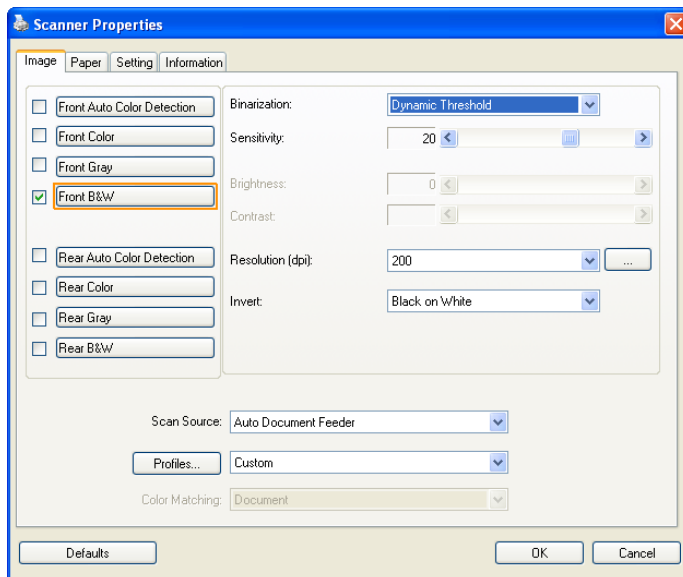 Scanner Properties
Image Paper Setting Information
Front Auto Color Detection
Front Color
Front Gray
Front B&W
Rear Auto Color Detection
Rear Color
Rear Gray
Rear B&W
Binarization: Dynamic Threshold
Sensitivity: 20
Brightness: 0
Contrast:
Resolution (dpi): 200 ...
Invert: Black on White
Scan Source: Auto Document Feeder
Profiles... Custom
Color Matching: Document
Defaults OK Cancel